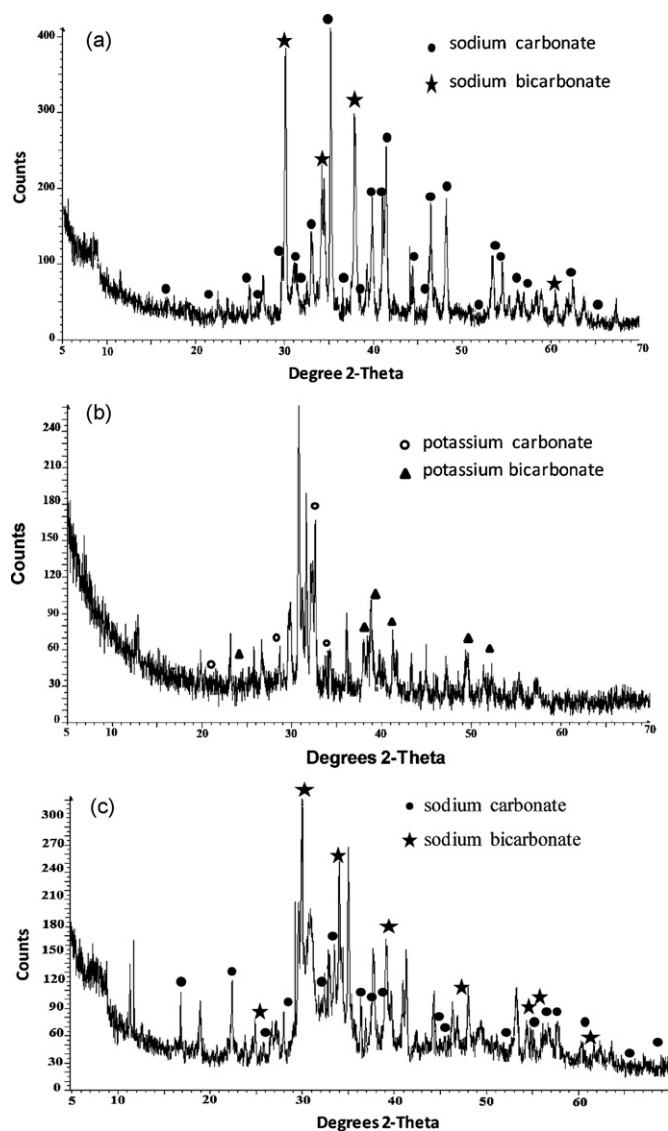 (a)
sodium carbonate
sodium bicarbonate
400
300
200
100
0
Counts
5 10 20 30 40 50 60 70
Degree 2-Theta
(b)
potassium carbonate
potassium bicarbonate
240
210
180
150
120
90
60
30
0
Counts
5 10 20 30 40 50 60 70
Degrees 2-Theta
(c)
sodium carbonate
sodium bicarbonate
300
270
240
210
180
150
120
90
60
30
0
Counts
5 10 20 30 40 50 60
Degrees 2-Theta